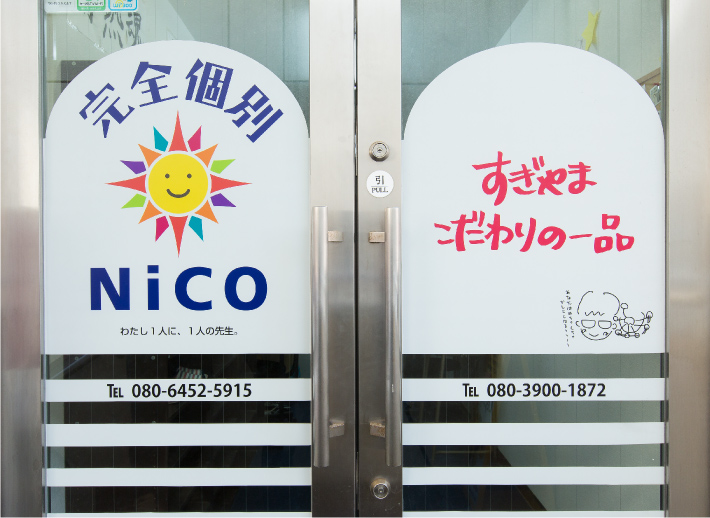 完全個別
NiCO
わたし1人に、1人の先生。
TEL 080-6452-5915
引
PULL
すぎやま
こだわりの一品
TEL 080-3900-1872